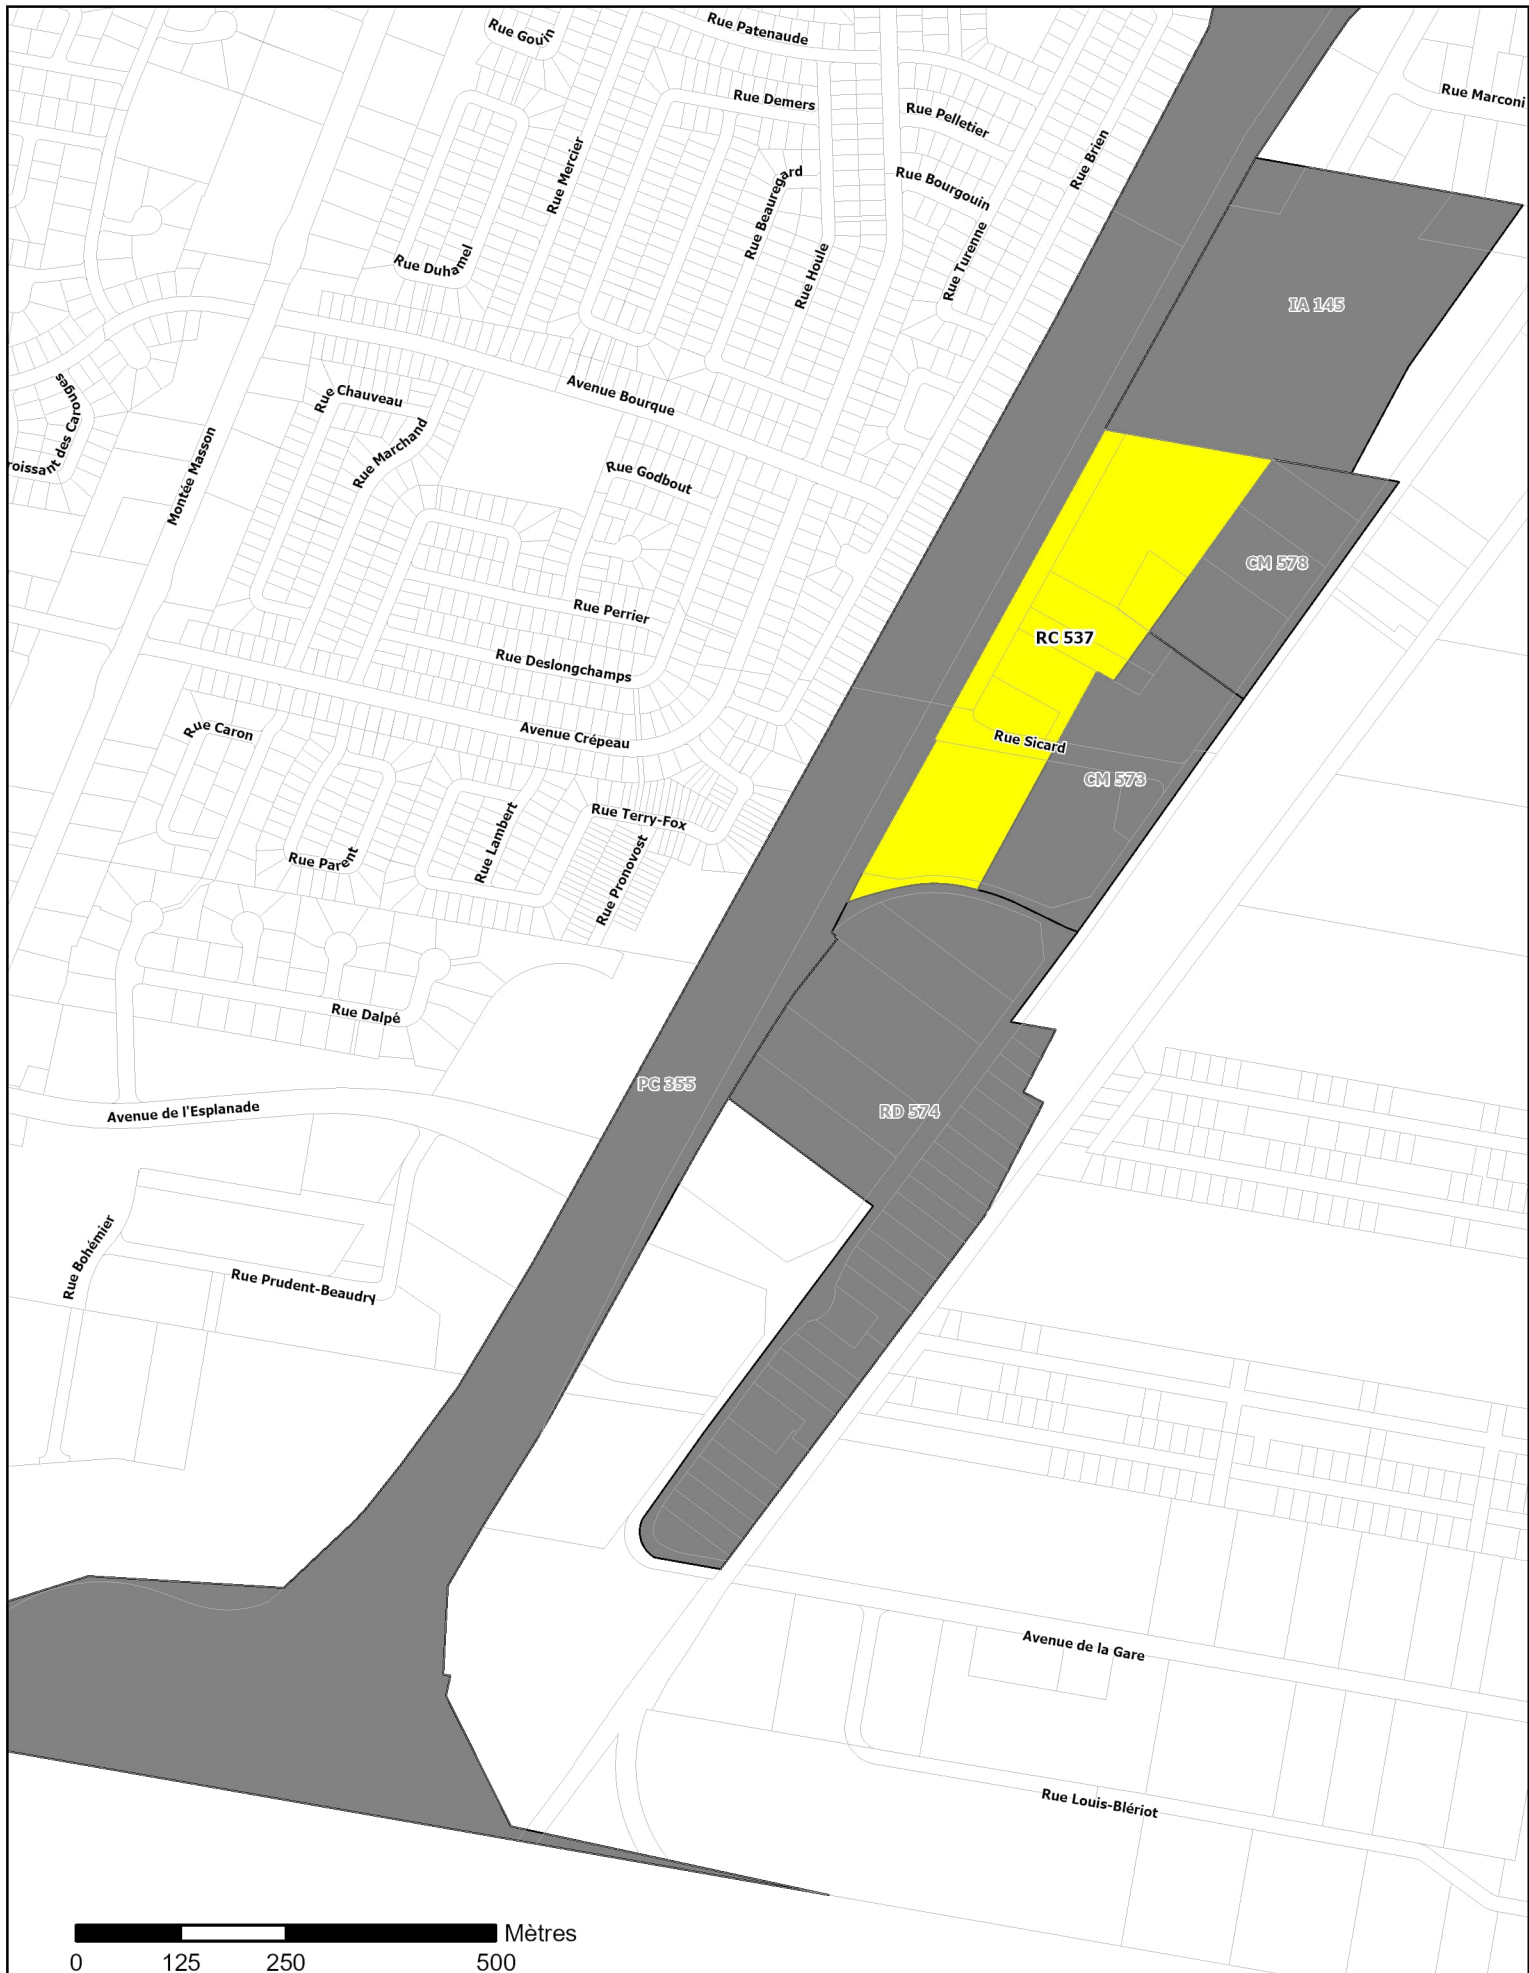 Rue Gouin
Rue Patenaude
Rue Marconi
Rue Demers
Rue Pelletier
Rue Brien
Rue Mercier
Rue Beauregard
Rue Bourgouin
Rue Turenne
Rue Houle
Rue Duhamel
IA 145
Rue Chauveau
Avenue Bourque
roissant des Carouges
Rue Marchand
Montée Masson
Rue Godbout
CM 578
Rue Perrier
RC 537
Rue Deslongchamps
Rue Caron
Avenue Crépeau
Rue Sicard
CM 573
Rue Terry-Fox
Rue Lambert
Rue Parent
Rue Pronovost
Rue Dalpé
PC 355
Avenue de l'Esplanade
RD 574
Rue Bohémier
Rue Prudent-Beaudry
Avenue de la Gare
Rue Louis-Blériot
Mètres
0 125 250 500